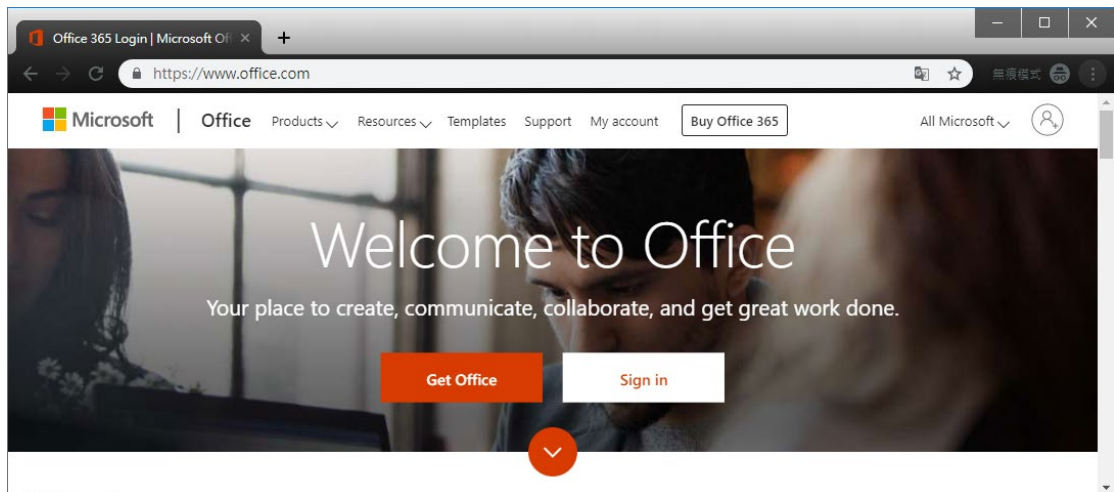 Office 365 Login | Microsoft Of
https://www.office.com
無痕模式
Microsoft | Office Products Resources Templates Support My account Buy Office 365 All Microsoft
Welcome to Office
Your place to create, communicate, collaborate, and get great work done.
Get Office Sign in